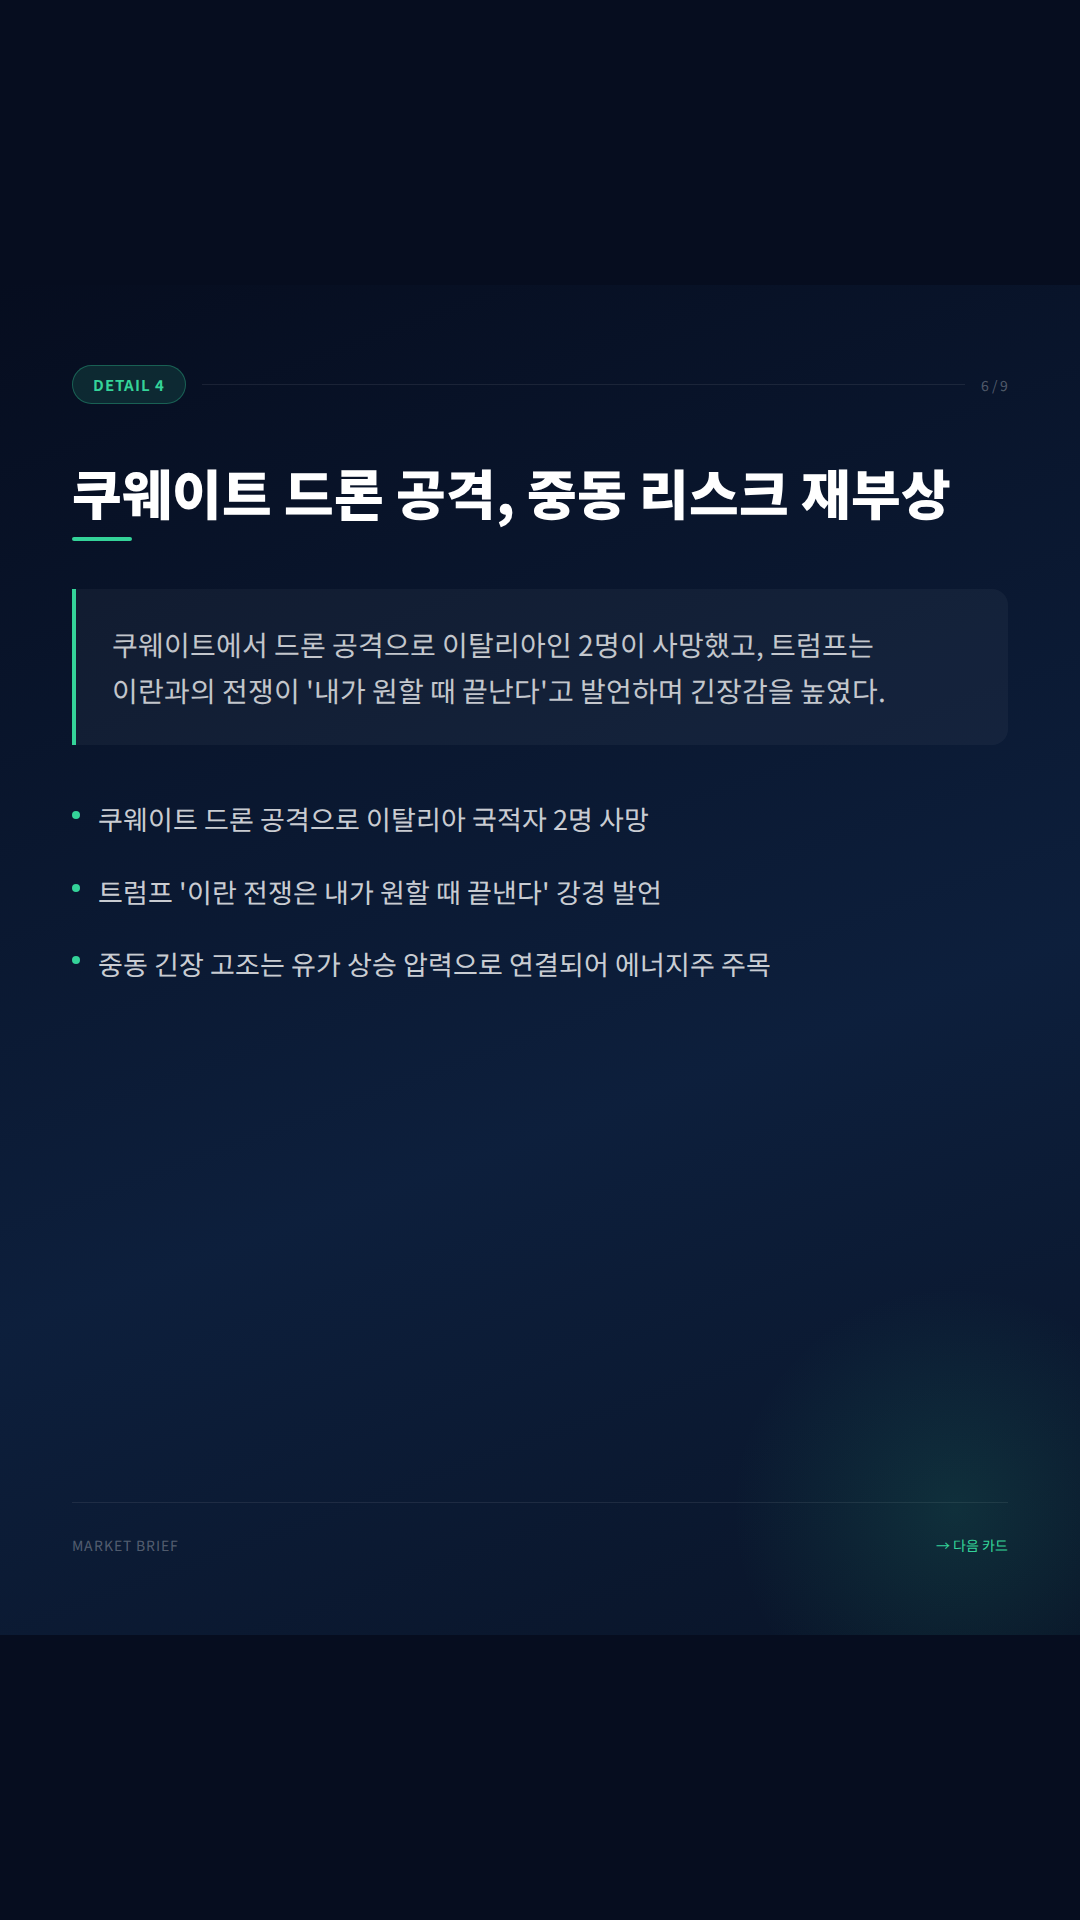 DETAIL 4
6 / 9
쿠웨이트 드론 공격, 중동 리스크 재부상
쿠웨이트에서 드론 공격으로 이탈리아인 2명이 사망했고, 트럼프는
이란과의 전쟁이 '내가 원할 때 끝난다'고 발언하며 긴장감을 높였다.
쿠웨이트 드론 공격으로 이탈리아 국적자 2명 사망
트럼프 '이란 전쟁은 내가 원할 때 끝낸다' 강경 발언
중동 긴장 고조는 유가 상승 압력으로 연결되어 에너지주 주목
MARKET BRIEF
→ 다음 카드